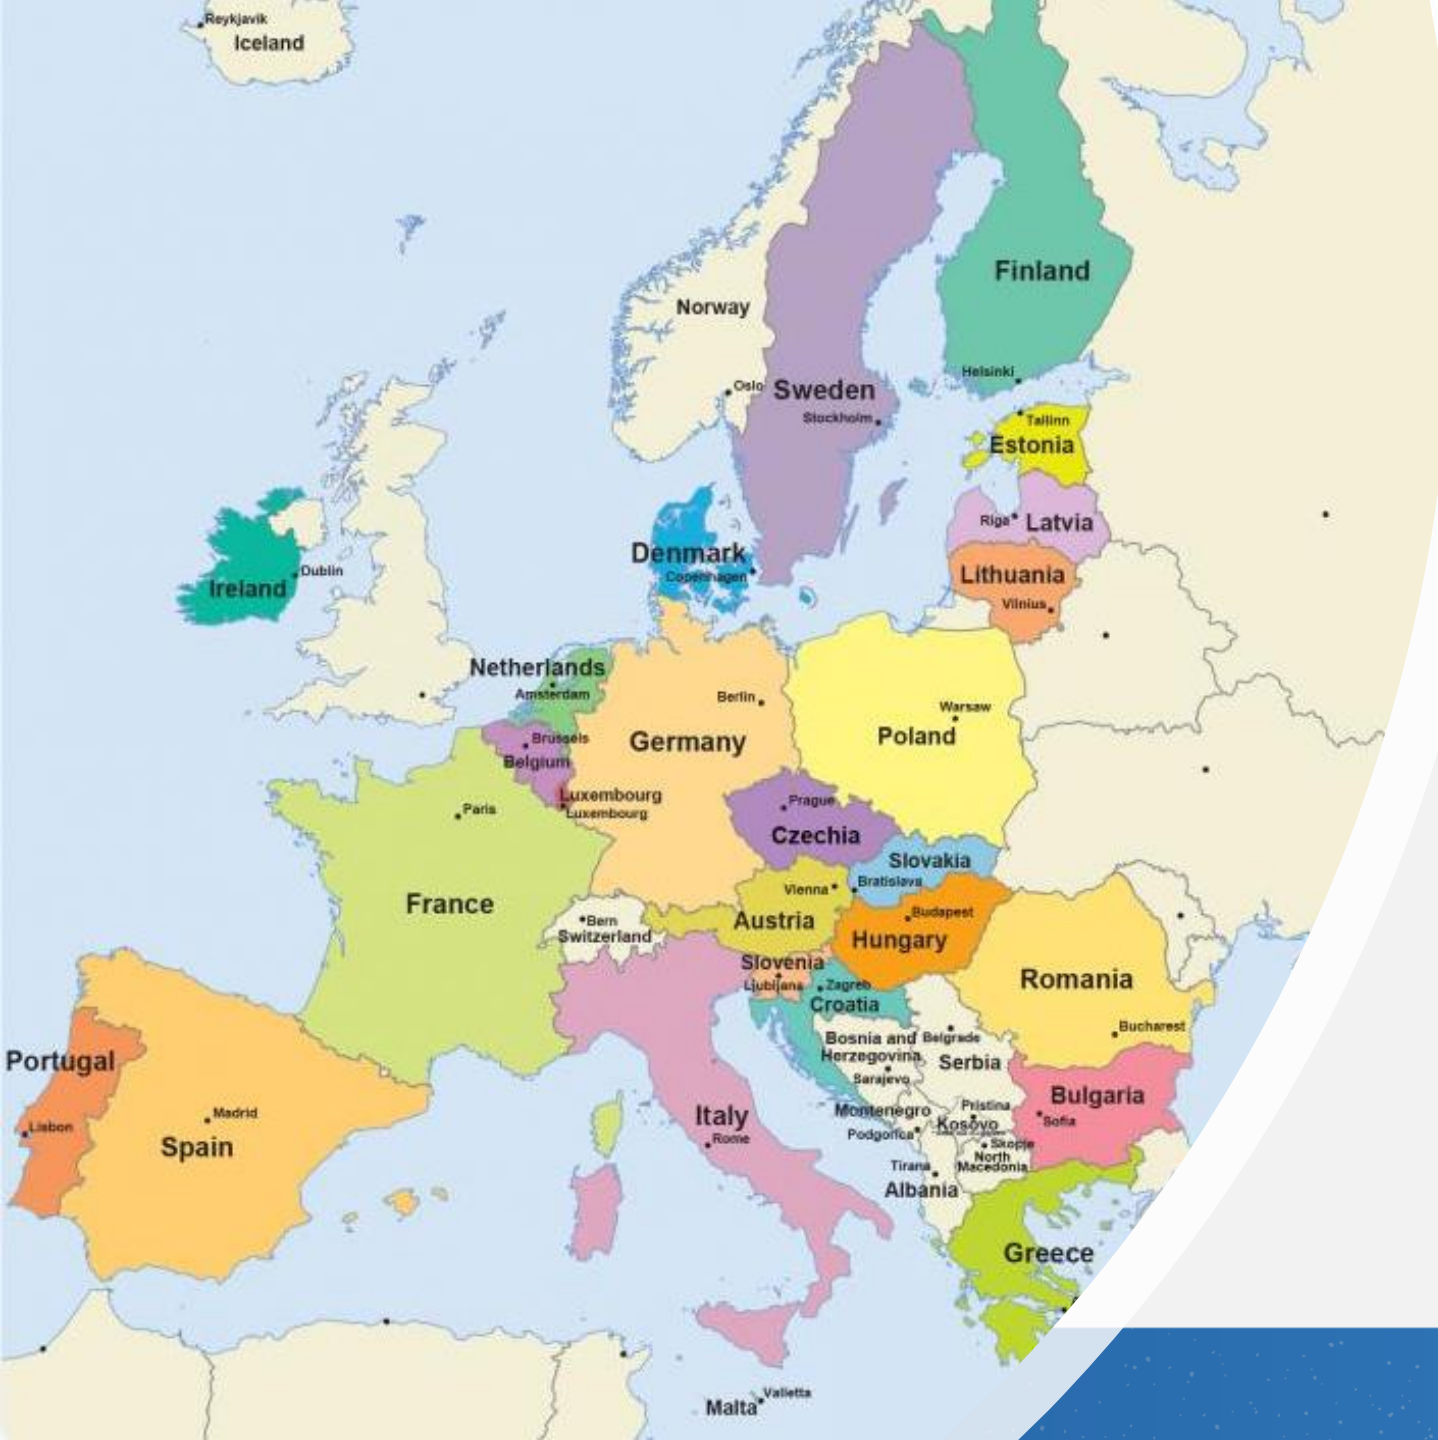 Reykjavik
Iceland
Finland
Norway
Helsinki
Oslo
Sweden
Stockholm
Tallinn
Estonia
Riga
Latvia
Denmark
Copenhagen
Lithuania
Vilnius
Dublin
Ireland
Netherlands
Amsterdam
Berlin
Warsaw
Germany
Poland
Brussels
Belgium
Luxembourg
Luxembourg
Paris
Prague
Czechia
Slovakia
Bratislava
Vienna
France
Bern
Switzerland
Austria
Budapest
Hungary
Slovenia
Ljubljana
Zagreb
Croatia
Romania
Bucharest
Bosnia and
Herzegovina
Sarajevo
Belgrade
Serbia
Portugal
Lisbon
Madrid
Spain
Italy
Rome
Montenegro
Podgorica
Pristina
Kosovo
Bulgaria
Sofia
Skopje
North
Macedonia
Tirana
Albania
Greece
Valletta
Malta